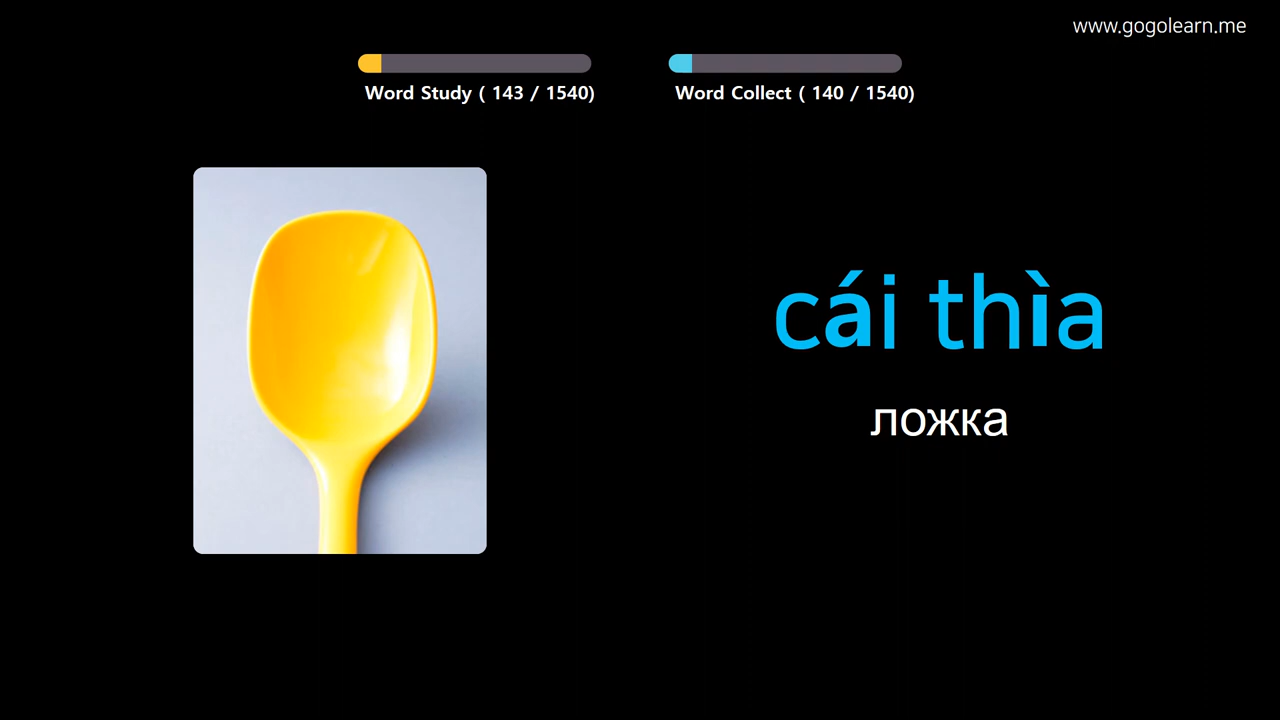 www.gogolearn.me
Word Study ( 143 / 1540)
Word Collect ( 140 / 1540)
cái thìa
ложка